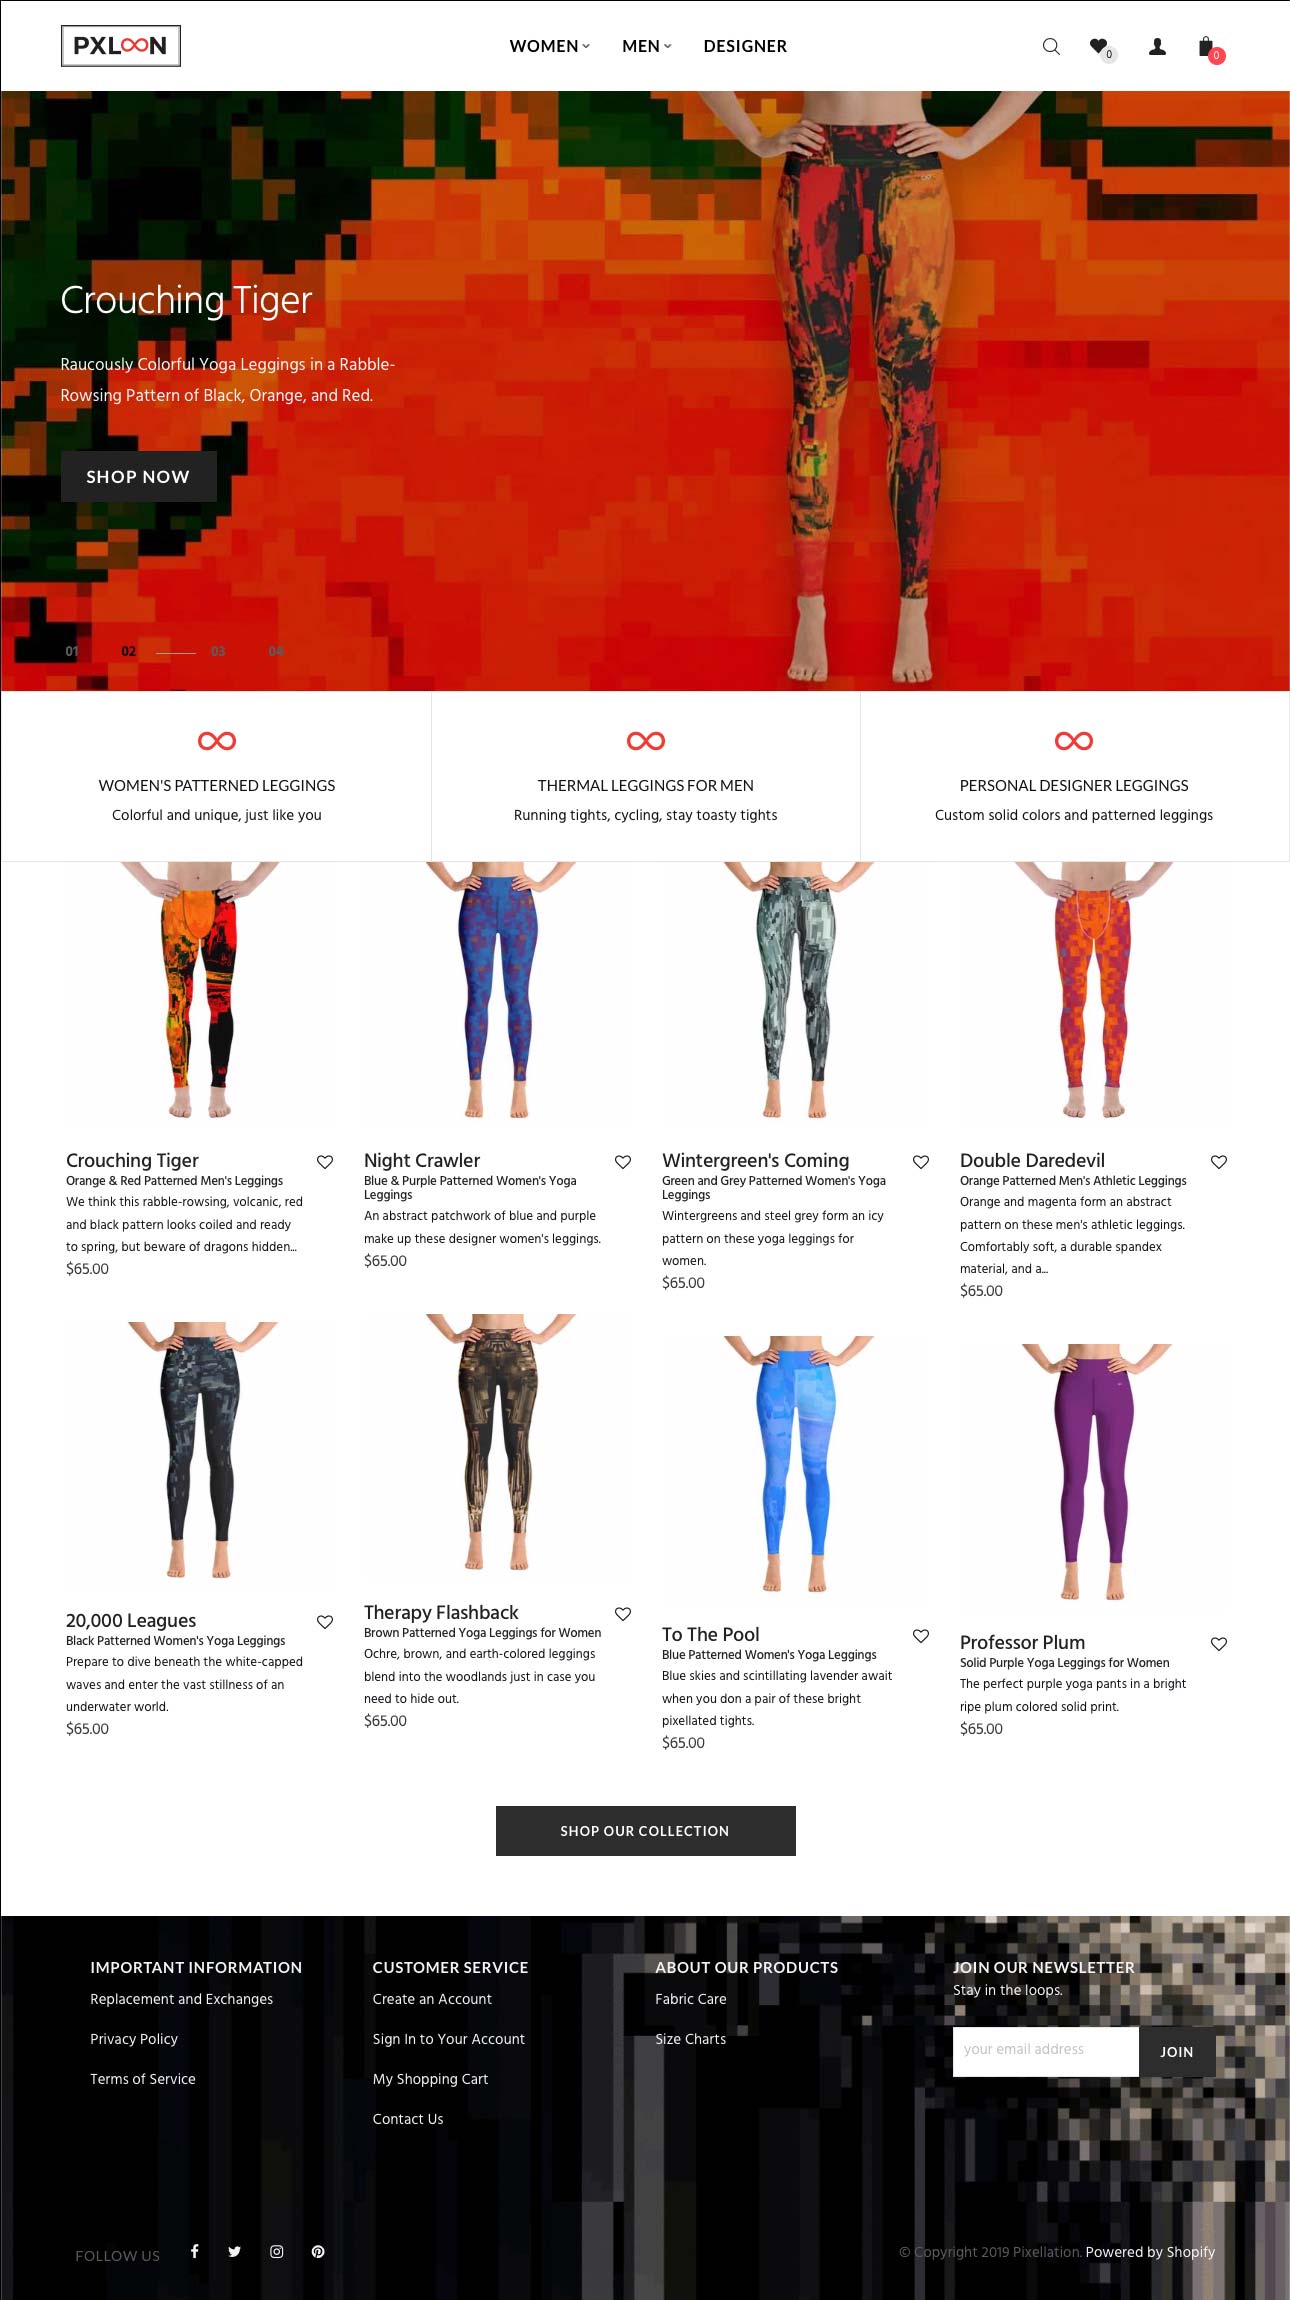 PXLOON
WOMEN MEN DESIGNER
0 0
Crouching Tiger
Raucously Colorful Yoga Leggings in a Rabble-
Rowsing Pattern of Black, Orange, and Red.
SHOP NOW
01 02 03 04
WOMEN'S PATTERNED LEGGINGS
Colorful and unique, just like you
THERMAL LEGGINGS FOR MEN
Running tights, cycling, stay toasty tights
PERSONAL DESIGNER LEGGINGS
Custom solid colors and patterned leggings
Crouching Tiger
Orange & Red Patterned Men's Leggings
We think this rabble-rowsing, volcanic, red
and black pattern looks coiled and ready
to spring, but beware of dragons hidden...
$65.00
Night Crawler
Blue & Purple Patterned Women's Yoga
Leggings
An abstract patchwork of blue and purple
make up these designer women's leggings.
$65.00
Wintergreen's Coming
Green and Grey Patterned Women's Yoga
Leggings
Wintergreens and steel grey form an icy
pattern on these yoga leggings for
women.
$65.00
Double Daredevil
Orange Patterned Men's Athletic Leggings
Orange and magenta form an abstract
pattern on these men's athletic leggings.
Comfortably soft, a durable spandex
material, and a...
$65.00
20,000 Leagues
Black Patterned Women's Yoga Leggings
Prepare to dive beneath the white-capped
waves and enter the vast stillness of an
underwater world.
$65.00
Therapy Flashback
Brown Patterned Yoga Leggings for Women
Ochre, brown, and earth-colored leggings
blend into the woodlands just in case you
need to hide out.
$65.00
To The Pool
Blue Patterned Women's Yoga Leggings
Blue skies and scintillating lavender await
when you don a pair of these bright
pixellated tights.
$65.00
Professor Plum
Solid Purple Yoga Leggings for Women
The perfect purple yoga pants in a bright
ripe plum colored solid print.
$65.00
SHOP OUR COLLECTION
IMPORTANT INFORMATION
Replacement and Exchanges
Privacy Policy
Terms of Service
CUSTOMER SERVICE
Create an Account
Sign In to Your Account
My Shopping Cart
Contact Us
ABOUT OUR PRODUCTS
Fabric Care
Size Charts
JOIN OUR NEWSLETTER
Stay in the loops.
your email address
JOIN
FOLLOW US
© Copyright 2019 Pixellation. Powered by Shopify